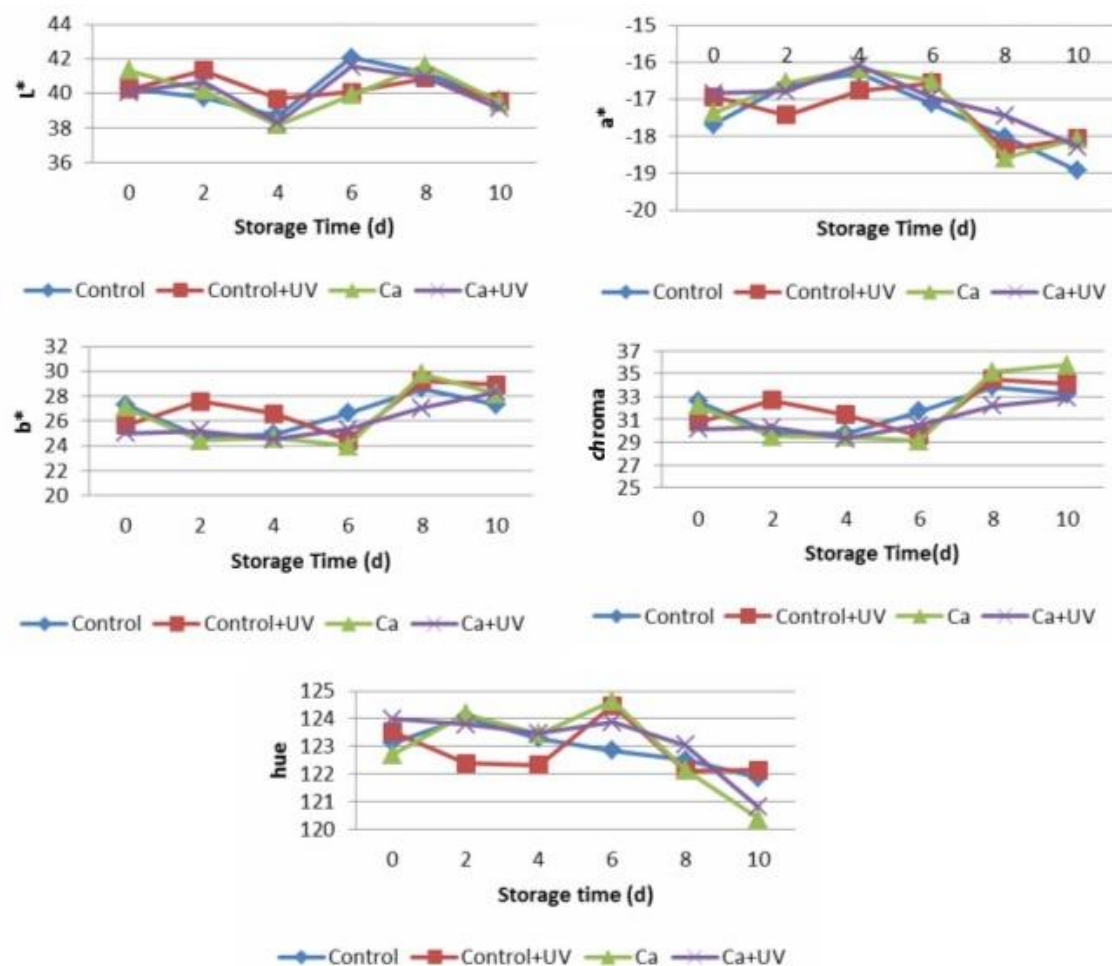 44
42
40
38
36
L*
0 2 4 6 8 10
Storage Time (d)
Control Control+UV Ca Ca+UV
-15
-16
-17
-18
-19
-20
a*
0 2 4 6 8 10
Storage Time (d)
Control Control+UV Ca Ca+UV
32
30
28
26
24
22
20
b*
0 2 4 6 8 10
Storage Time (d)
Control Control+UV Ca Ca+UV
37
35
33
31
29
27
25
chroma
0 2 4 6 8 10
Storage Time(d)
Control Control+UV Ca Ca+UV
125
124
123
122
121
120
hue
0 2 4 6 8 10
Storage time (d)
Control Control+UV Ca Ca+UV